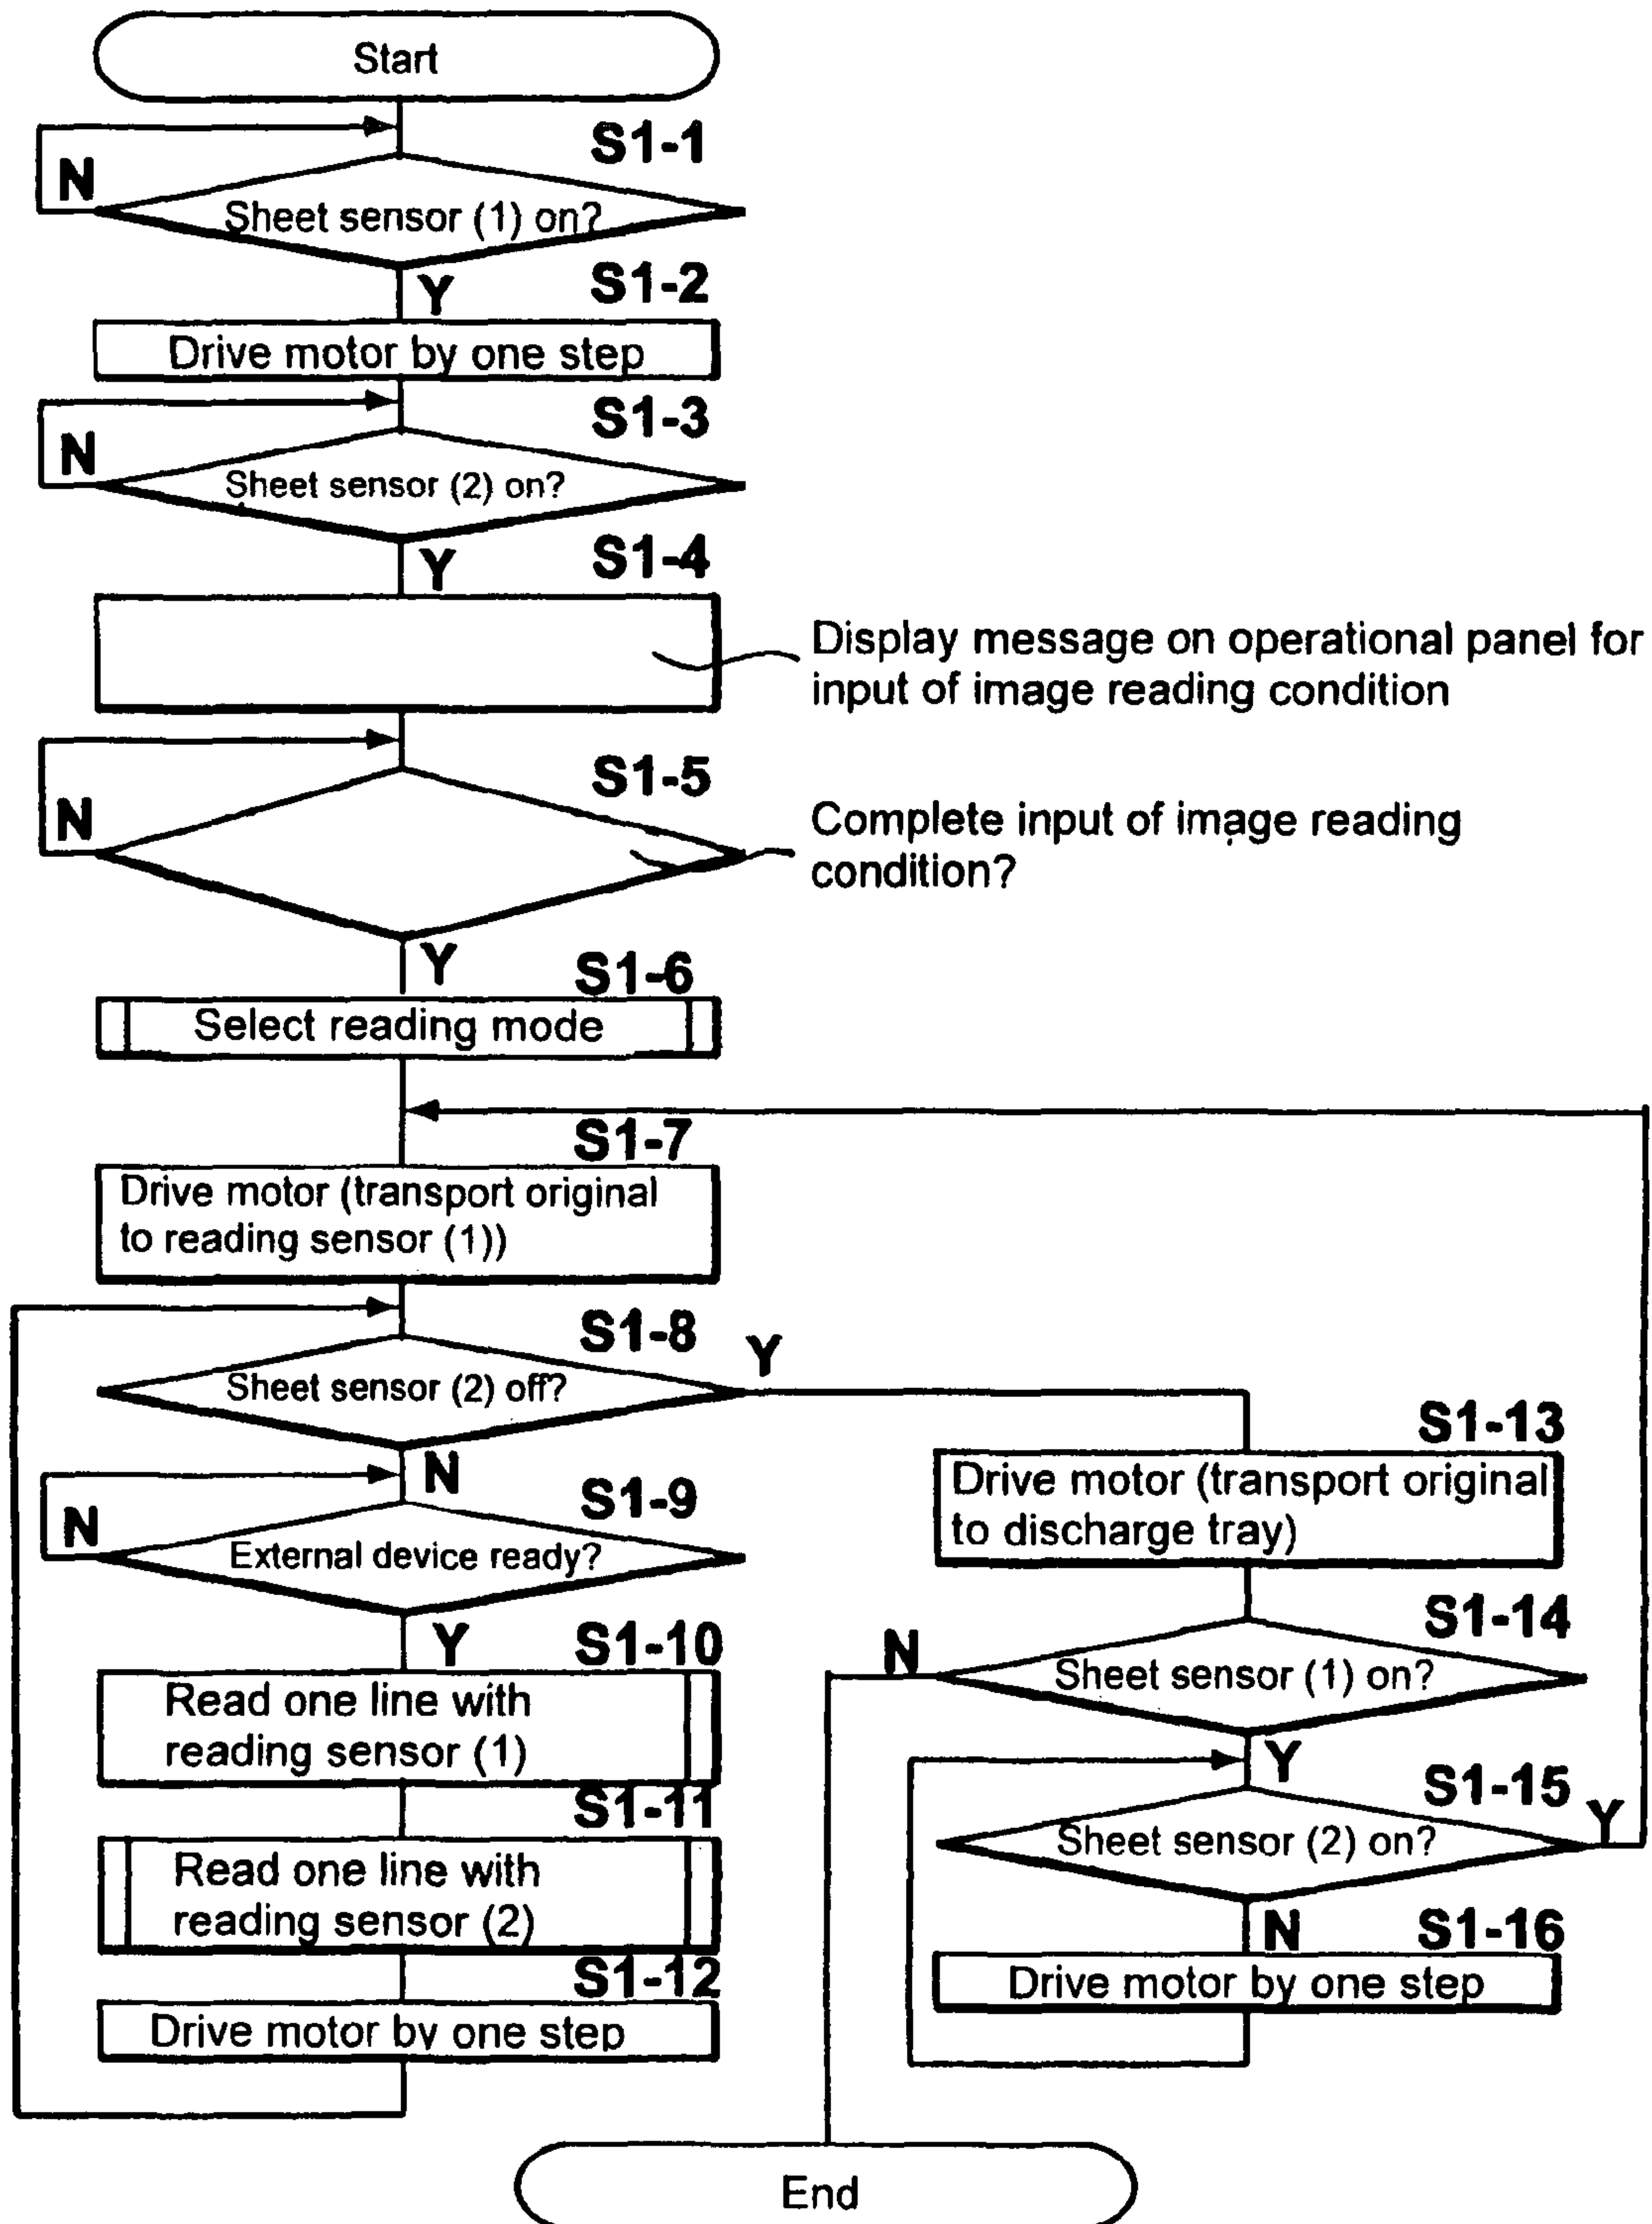 Start
S1-1
N
Sheet sensor (1) on?
Y
S1-2
Drive motor by one step
S1-3
N
Sheet sensor (2) on?
Y
S1-4
Display message on operational panel for
input of image reading condition
S1-5
N
Complete input of image reading
condition?
Y
S1-6
Select reading mode
S1-7
Drive motor (transport original
to reading sensor (1))
S1-8
Y
Sheet sensor (2) off?
N
S1-9
N
External device ready?
Y
S1-10
Read one line with
reading sensor (1)
S1-11
Read one line with
reading sensor (2)
S1-12
Drive motor by one step
S1-13
Drive motor (transport original
to discharge tray)
S1-14
N
Sheet sensor (1) on?
Y
S1-15
Y
Sheet sensor (2) on?
N
S1-16
Drive motor by one step
End